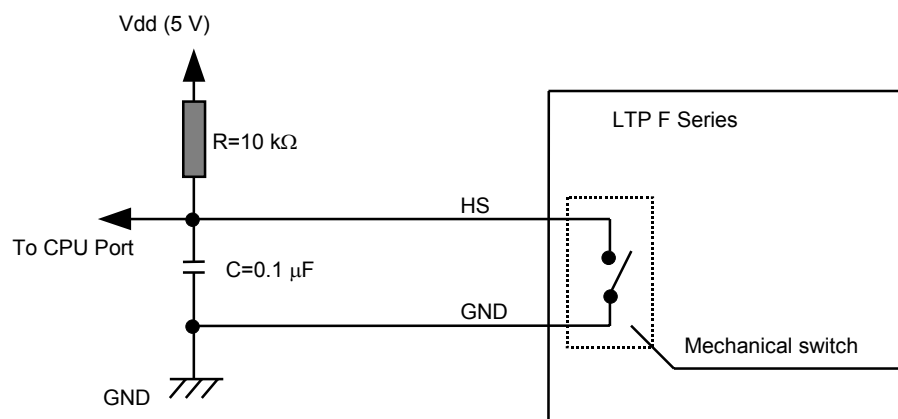 Vdd (5 V)
LTP F Series
R=10 kΩ
HS
To CPU Port
C=0.1 μF
GND
Mechanical switch
GND